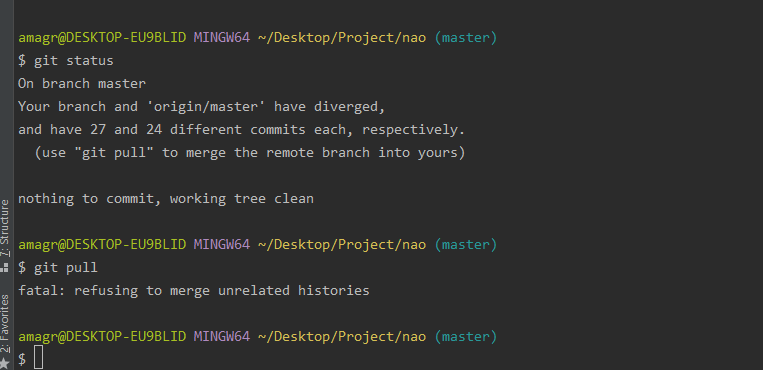 amagr@DESKTOP-EU9BLID MINGW64 ~/Desktop/Project/nao (master)
$ git status
On branch master
Your branch and 'origin/master' have diverged,
and have 27 and 24 different commits each, respectively.
  (use "git pull" to merge the remote branch into yours)
nothing to commit, working tree clean
amagr@DESKTOP-EU9BLID MINGW64 ~/Desktop/Project/nao (master)
$ git pull
fatal: refusing to merge unrelated histories
amagr@DESKTOP-EU9BLID MINGW64 ~/Desktop/Project/nao (master)
$
7: Structure
2: Favorites